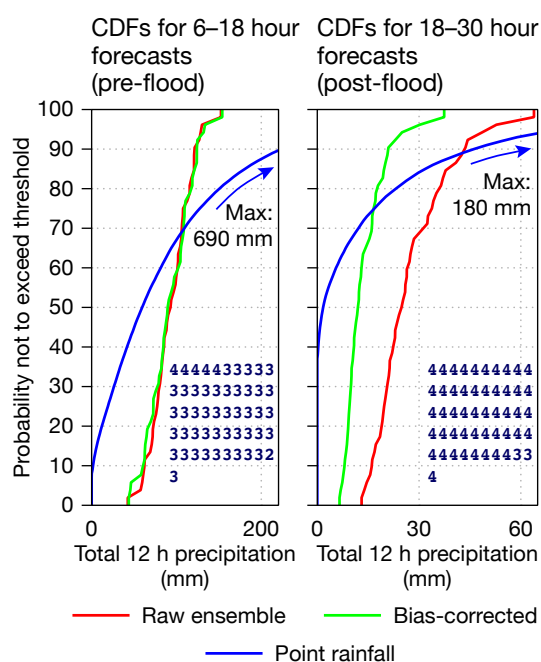 CDFs for 6–18 hour
forecasts
(pre-flood)
CDFs for 18–30 hour
forecasts
(post-flood)
Probability not to exceed threshold
100
90
80
70
60
50
40
30
20
10
0
Max:
690 mm
4444433333
3333333333
3333333333
3333333333
3333333332
3
0
200
Total 12 h precipitation
(mm)
Max:
180 mm
4444444444
4444444444
4444444444
4444444444
4444444433
4
0
30
60
Total 12 h precipitation
(mm)
Raw ensemble
Bias-corrected
Point rainfall